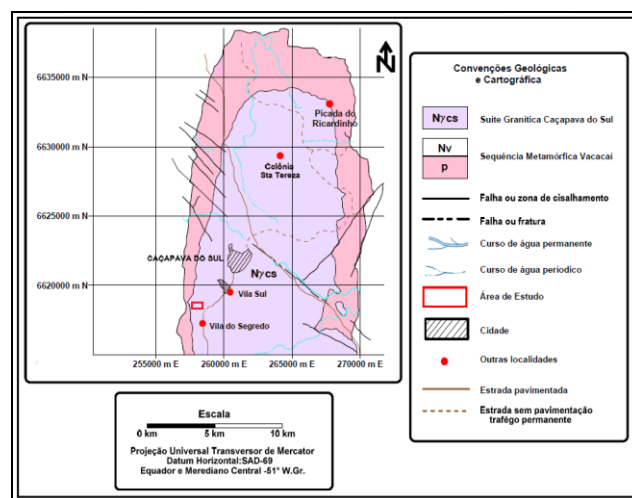 6635000 m N
6630000 m N
6625000 m N
6620000 m N
N
Picada do
Ricardinho
Colônia
Sta Tereza
CAÇAPAVA DO SUL
Nγcs
Vila Sul
Vila do Segredo
255000 m E
260000 m E
265000 m E
270000 m E
Convenções Geológicas
e Cartográfica
Nγcs
Suíte Granítica Caçapava do Sul
Nv
p
Sequência Metamórfica Vacacaí
Falha ou zona de cisalhamento
Falha ou fratura
Curso de água permanente
Curso de água periodico
Área de Estudo
Cidade
Outras localidades
Estrada pavimentada
Estrada sem pavimentação
trafégo permanente
Escala
0 km
5 km
10 km
Projeção Universal Transversor de Mercator
Datum Horizontal:SAD-69
Equador e Merediano Central -51° W.Gr.